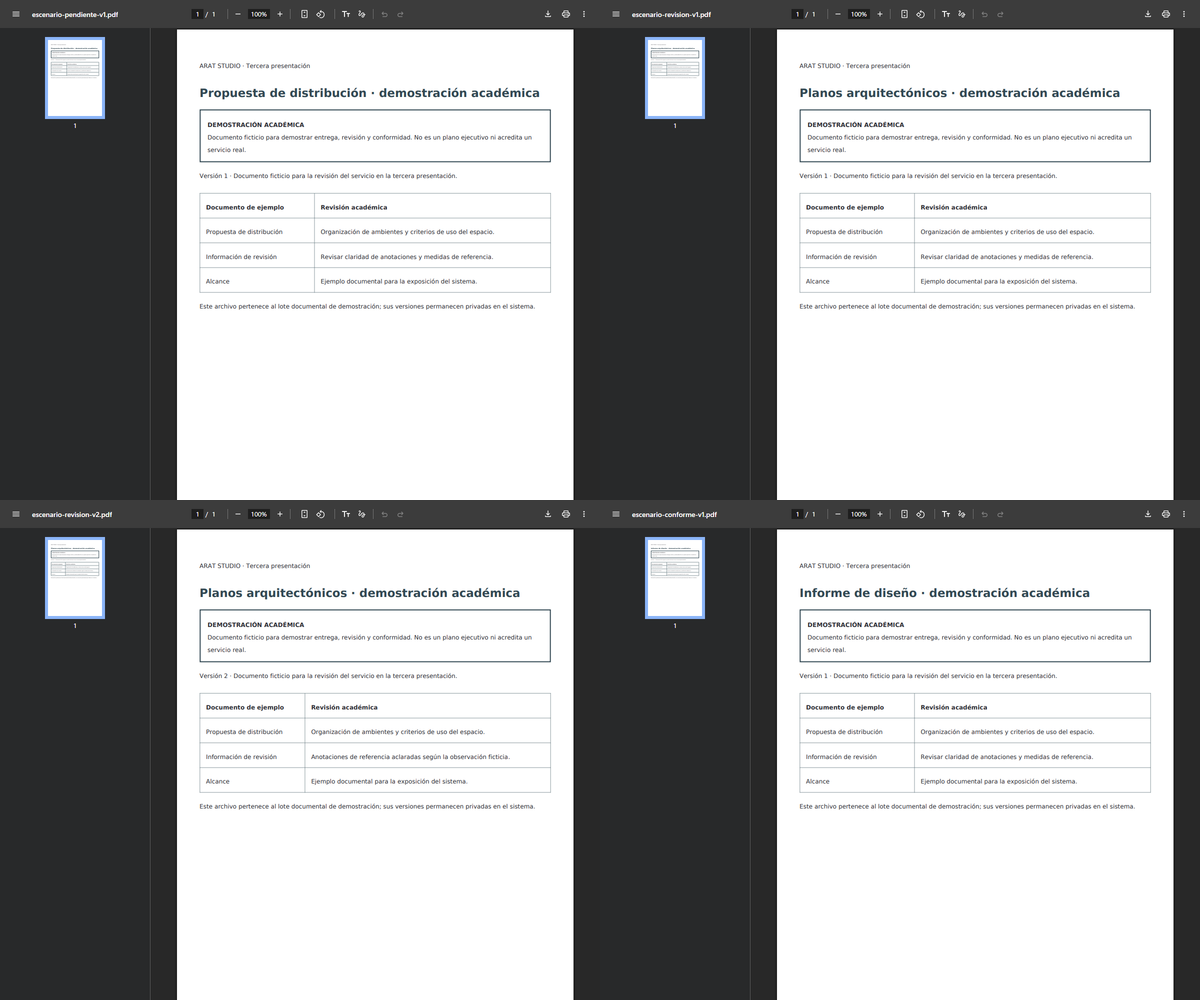 escenario-pendiente-v1.pdf
1 / 1
100%
1
ARAT STUDIO · Tercera presentación
Propuesta de distribución · demostración académica
DEMOSTRACIÓN ACADÉMICA
Documento ficticio para demostrar entrega, revisión y conformidad. No es un plano ejecutivo ni acredita un
servicio real.
Versión 1 · Documento ficticio para la revisión del servicio en la tercera presentación.
Documento de ejemplo Revisión académica
Propuesta de distribución Organización de ambientes y criterios de uso del espacio.
Información de revisión Revisar claridad de anotaciones y medidas de referencia.
Alcance Ejemplo documental para la exposición del sistema.
Este archivo pertenece al lote documental de demostración; sus versiones permanecen privadas en el sistema.
escenario-revision-v1.pdf
1 / 1
100%
1
ARAT STUDIO · Tercera presentación
Planos arquitectónicos · demostración académica
DEMOSTRACIÓN ACADÉMICA
Documento ficticio para demostrar entrega, revisión y conformidad. No es un plano ejecutivo ni acredita un
servicio real.
Versión 1 · Documento ficticio para la revisión del servicio en la tercera presentación.
Documento de ejemplo Revisión académica
Propuesta de distribución Organización de ambientes y criterios de uso del espacio.
Información de revisión Revisar claridad de anotaciones y medidas de referencia.
Alcance Ejemplo documental para la exposición del sistema.
Este archivo pertenece al lote documental de demostración; sus versiones permanecen privadas en el sistema.
escenario-revision-v2.pdf
1 / 1
100%
1
ARAT STUDIO · Tercera presentación
Planos arquitectónicos · demostración académica
DEMOSTRACIÓN ACADÉMICA
Documento ficticio para demostrar entrega, revisión y conformidad. No es un plano ejecutivo ni acredita un
servicio real.
Versión 2 · Documento ficticio para la revisión del servicio en la tercera presentación.
Documento de ejemplo Revisión académica
Propuesta de distribución Organización de ambientes y criterios de uso del espacio.
Información de revisión Anotaciones de referencia aclaradas según la observación ficticia.
Alcance Ejemplo documental para la exposición del sistema.
Este archivo pertenece al lote documental de demostración; sus versiones permanecen privadas en el sistema.
escenario-conforme-v1.pdf
1 / 1
100%
1
ARAT STUDIO · Tercera presentación
Informe de diseño · demostración académica
DEMOSTRACIÓN ACADÉMICA
Documento ficticio para demostrar entrega, revisión y conformidad. No es un plano ejecutivo ni acredita un
servicio real.
Versión 1 · Documento ficticio para la revisión del servicio en la tercera presentación.
Documento de ejemplo Revisión académica
Propuesta de distribución Organización de ambientes y criterios de uso del espacio.
Información de revisión Revisar claridad de anotaciones y medidas de referencia.
Alcance Ejemplo documental para la exposición del sistema.
Este archivo pertenece al lote documental de demostración; sus versiones permanecen privadas en el sistema.